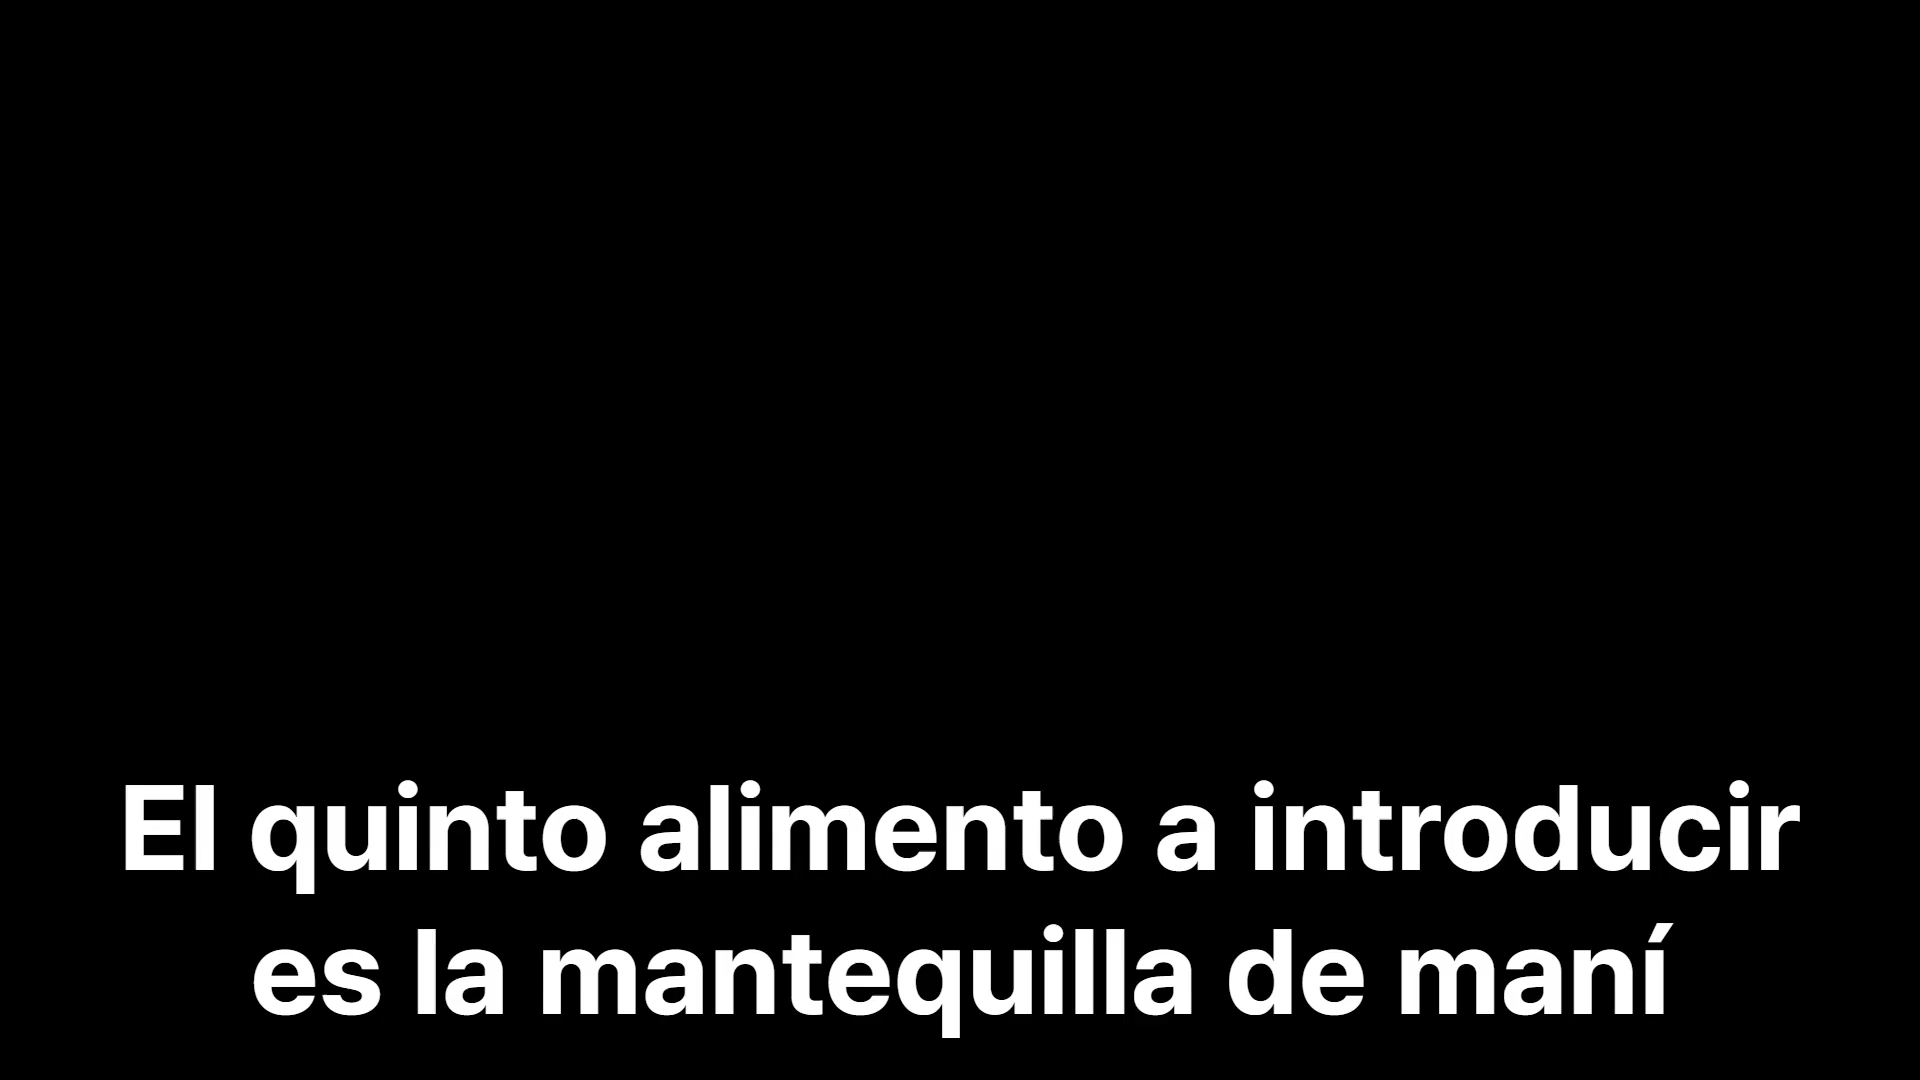 El quinto alimento a introducir
es la mantequilla de maní